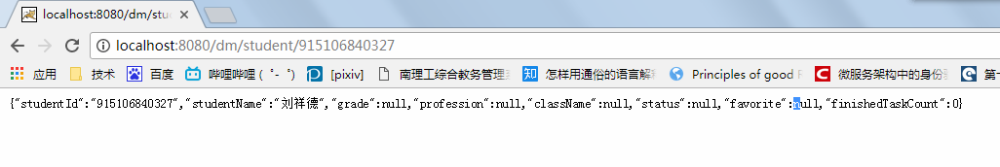 localhost:8080/dm/stu
localhost:8080/dm/student/915106840327
应用 技术 百度 哔哩哔哩 ( ゜- ゜) [pixiv] 南理工综合教务管理 知 怎样用通俗的语言解 Principles of good 微服务架构中的身份 第一
{"studentId":"915106840327","studentName":"刘祥德","grade":null,"profession":null,"className":null,"status":null,"favorite":null,"finishedTaskCount":0}